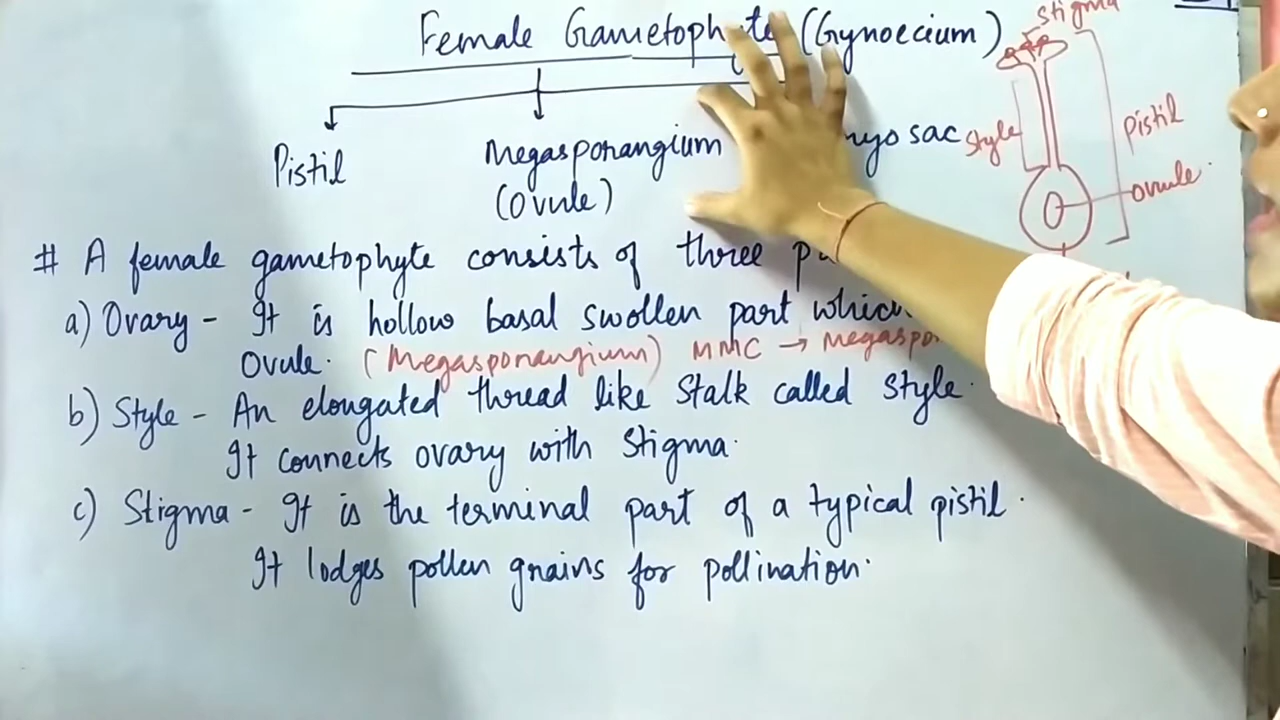 Female Gametophyte (Gynoecium)
Pistil
Megasporangium
(Ovule)
yo sac
# A female gametophyte consists of three
a) Ovary - It is hollow basal swollen part which
Ovule. (Megasporangium) MMC →
b) Style - An elongated thread like Stalk called Style.
It connects ovary with Stigma.
c) Stigma - It is the terminal part of a typical pistil.
It lodges pollen grains for pollination.
Stigma
Style
Pistil
Ovule